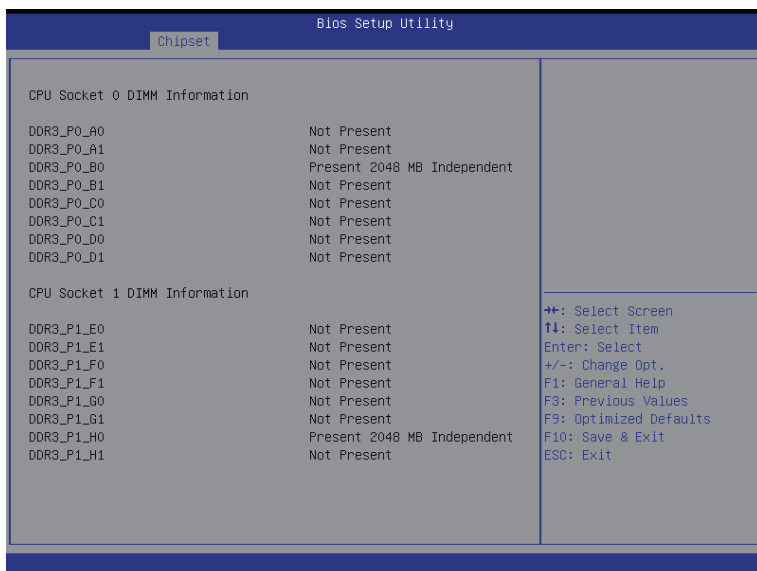 Bios Setup Utility
Chipset
CPU Socket 0 DIMM Information
DDR3_P0_A0 Not Present
DDR3_P0_A1 Not Present
DDR3_P0_B0 Present 2048 MB Independent
DDR3_P0_B1 Not Present
DDR3_P0_C0 Not Present
DDR3_P0_C1 Not Present
DDR3_P0_D0 Not Present
DDR3_P0_D1 Not Present
CPU Socket 1 DIMM Information
DDR3_P1_E0 Not Present
DDR3_P1_E1 Not Present
DDR3_P1_F0 Not Present
DDR3_P1_F1 Not Present
DDR3_P1_G0 Not Present
DDR3_P1_G1 Not Present
DDR3_P1_H0 Present 2048 MB Independent
DDR3_P1_H1 Not Present
→←: Select Screen
↑↓: Select Item
Enter: Select
+/-: Change Opt.
F1: General Help
F3: Previous Values
F9: Optimized Defaults
F10: Save & Exit
ESC: Exit